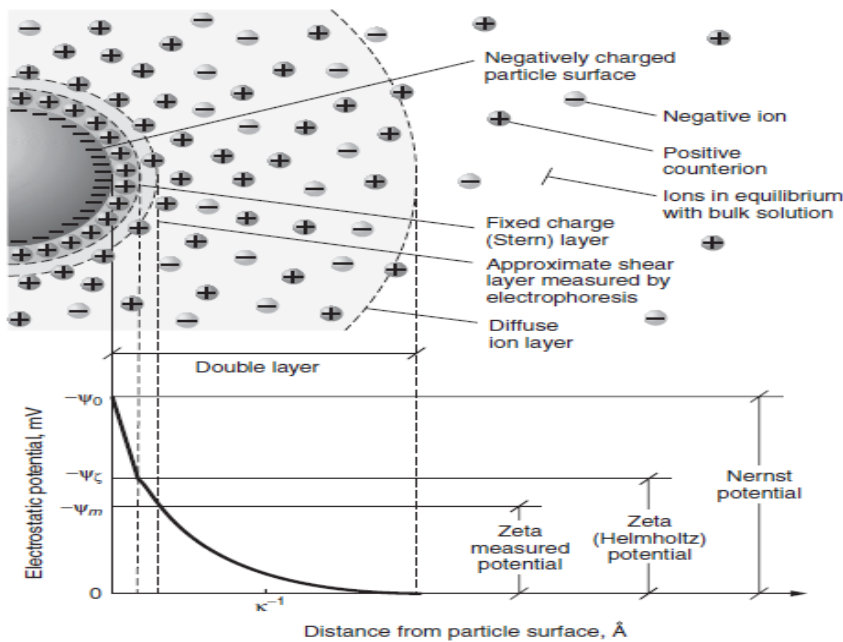 Negatively charged
particle surface
Negative ion
Positive
counterion
Ions in equilibrium
with bulk solution
Fixed charge
(Stern) layer
Approximate shear
layer measured by
electrophoresis
Diffuse
ion layer
Double layer
Electrostatic potential, mV
−ψ0
−ψζ
−ψm
0
κ−1
Zeta
measured
potential
Zeta
(Helmholtz)
potential
Nernst
potential
Distance from particle surface, Å